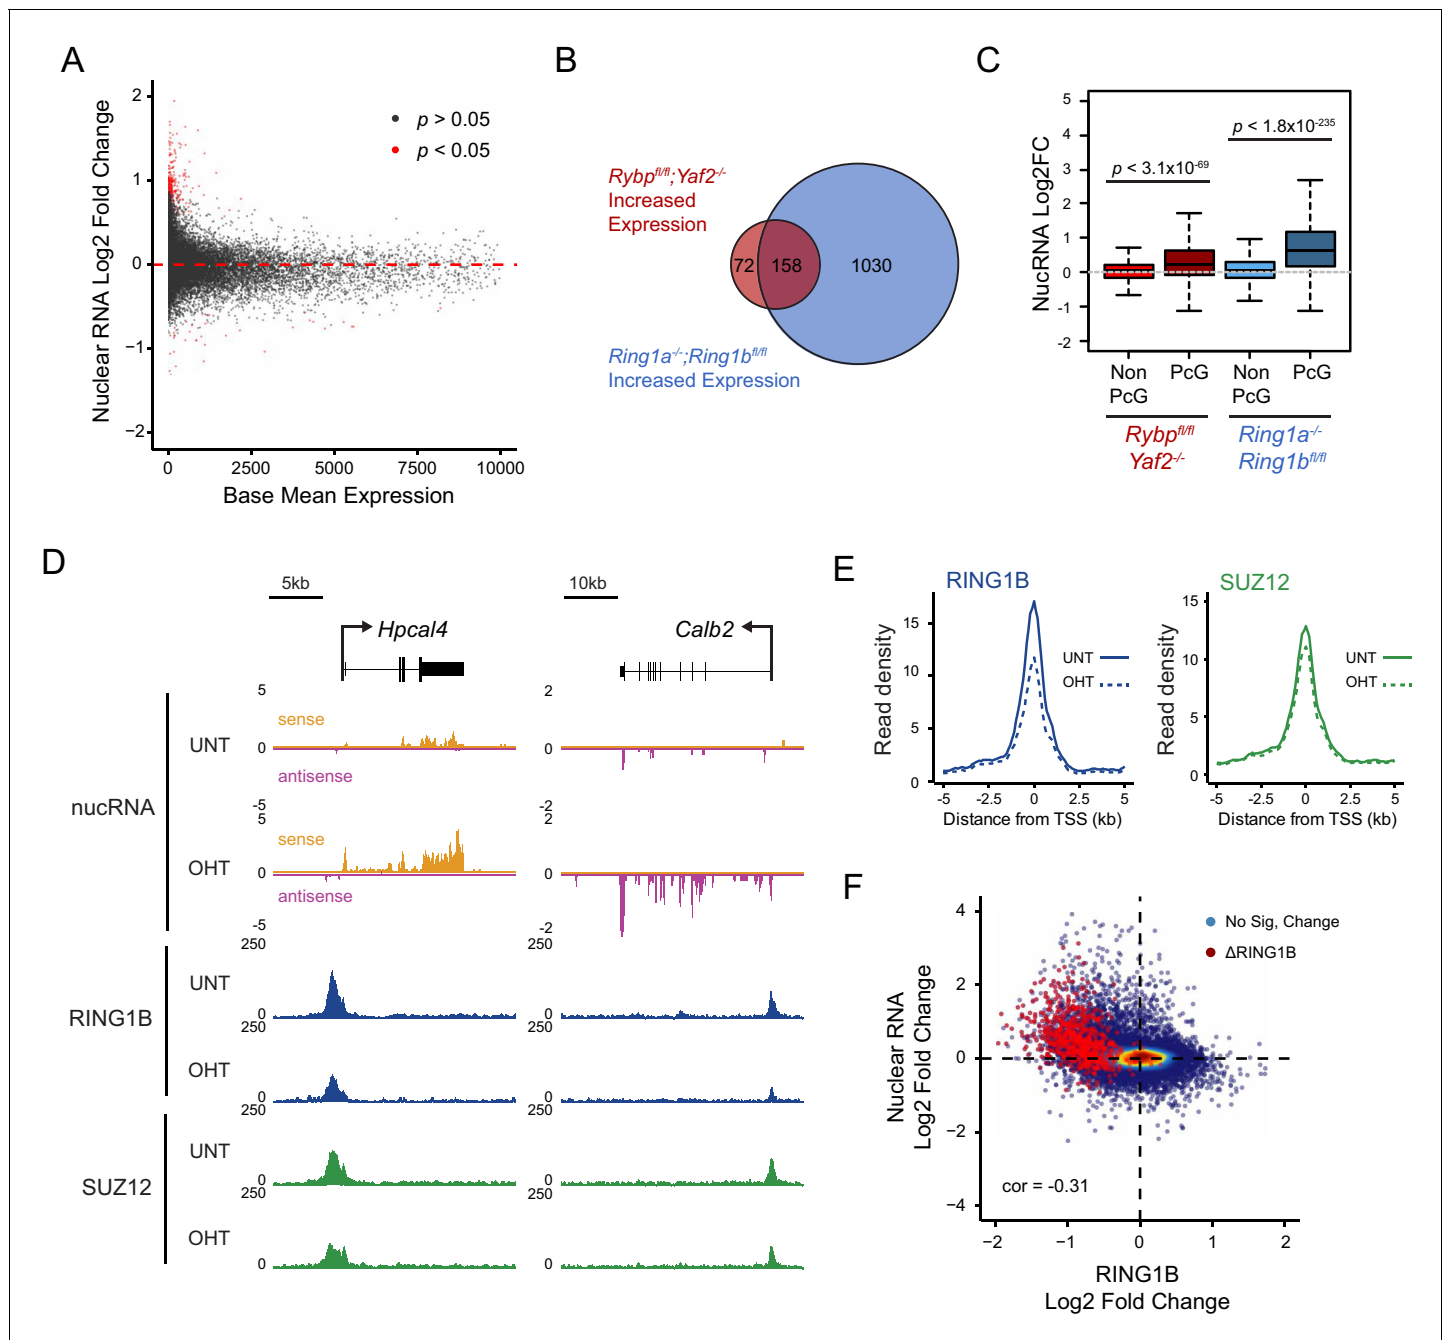 A
Nuclear RNA Log2 Fold Change
2
1
0
−1
−2
0 2500 5000 7500 10000
Base Mean Expression
p > 0.05
p < 0.05
B
Rybpfl/fl;Yaf2-/-
Increased
Expression
72 158 1030
Ring1a-/-;Ring1bfl/fl
Increased Expression
C
NucRNA Log2FC
5
4
3
2
1
0
-1
-2
p < 3.1x10-69
p < 1.8x10-235
Non PcG
PcG
Non PcG
PcG
Rybpfl/fl
Yaf2-/-
Ring1a-/-
Ring1bfl/fl
D
5kb
10kb
Hpcal4
Calb2
nucRNA
UNT
5
sense
0
antisense
-5
2
0
-2
OHT
5
sense
0
antisense
-5
2
0
-2
RING1B
UNT
250
0
250
0
OHT
250
0
250
0
SUZ12
UNT
250
0
250
0
OHT
250
0
250
0
E
RING1B
Read density
15
10
5
0
UNT
OHT
-5 -2.5 0 2.5 5
Distance from TSS (kb)
SUZ12
Read density
15
10
5
0
UNT
OHT
-5 -2.5 0 2.5 5
Distance from TSS (kb)
F
Nuclear RNA
Log2 Fold Change
4
2
0
−2
−4
No Sig, Change
ΔRING1B
cor = -0.31
−2 −1 0 1 2
RING1B
Log2 Fold Change